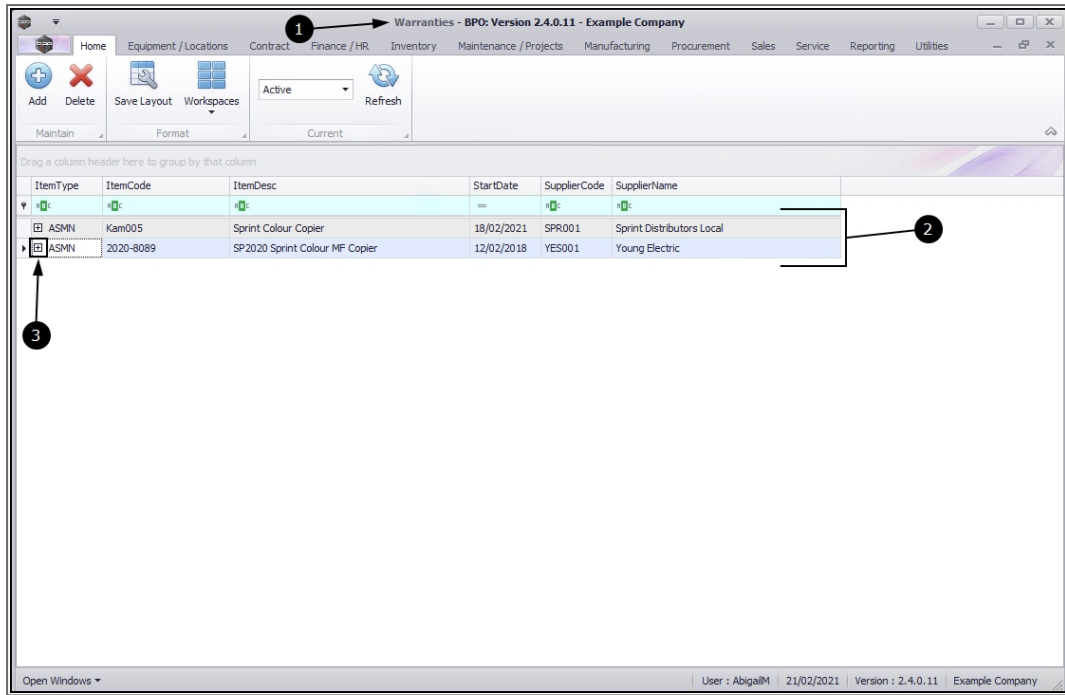 1
Warranties - BPO: Version 2.4.0.11 - Example Company
Home Equipment / Locations Contract Finance / HR Inventory Maintenance / Projects Manufacturing Procurement Sales Service Reporting Utilities
Add Delete Save Layout Workspaces Active Refresh
Maintain Format Current
Drag a column header here to group by that column
ItemType ItemCode ItemDesc StartDate SupplierCode SupplierName
ASMN Kam005 Sprint Colour Copier 18/02/2021 SPR001 Sprint Distributors Local
2
ASMN 2020-8089 SP2020 Sprint Colour MF Copier 12/02/2018 YES001 Young Electric
3
Open Windows User : AbigailM 21/02/2021 Version : 2.4.0.11 Example Company